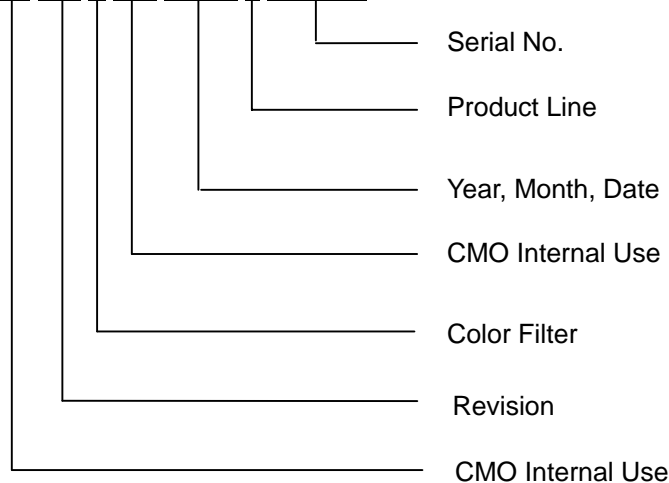 Serial No.
Product Line
Year, Month, Date
CMO Internal Use
Color Filter
Revision
CMO Internal Use